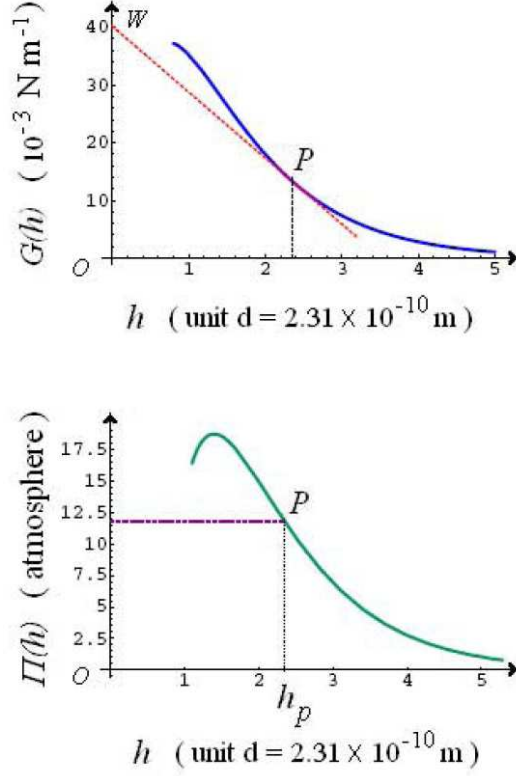 40 W
30
G(h) ( 10⁻³ N m⁻¹ )
20 P
10
O 1 2 3 4 5
h ( unit d = 2.31 × 10⁻¹⁰ m )
17.5
15
Π(h) ( atmosphere )
12.5 P
10
7.5
5
2.5
O 1 2 3 4 5
hₚ
h ( unit d = 2.31 × 10⁻¹⁰ m )